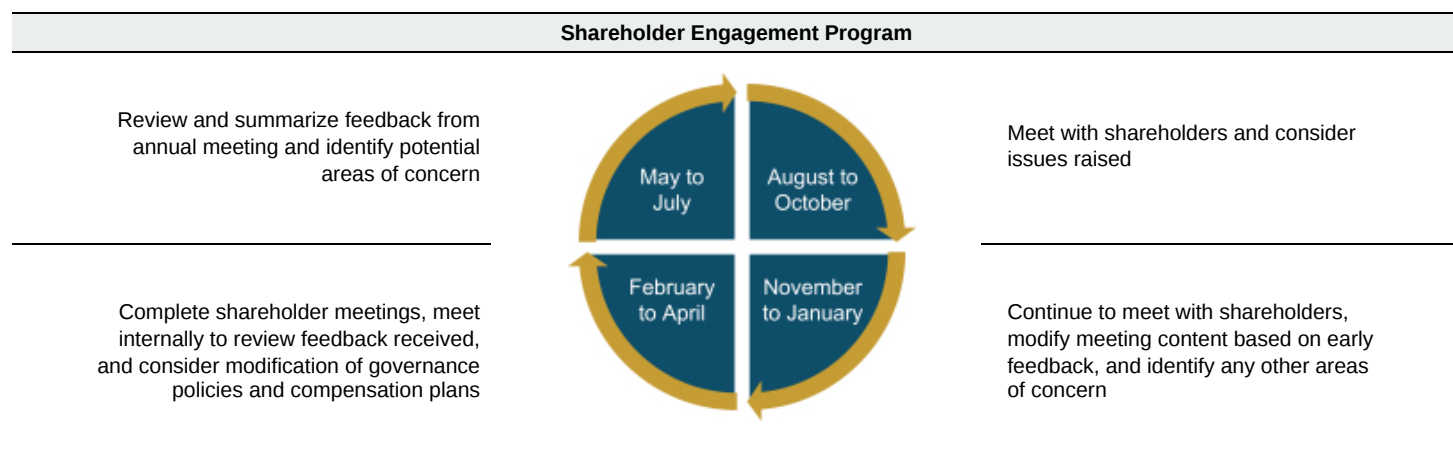 Shareholder Engagement Program
Review and summarize feedback from
annual meeting and identify potential
areas of concern
May to
July
August to
October
Meet with shareholders and consider
issues raised
Complete shareholder meetings, meet
internally to review feedback received,
and consider modification of governance
policies and compensation plans
February
to April
November
to January
Continue to meet with shareholders,
modify meeting content based on early
feedback, and identify any other areas
of concern